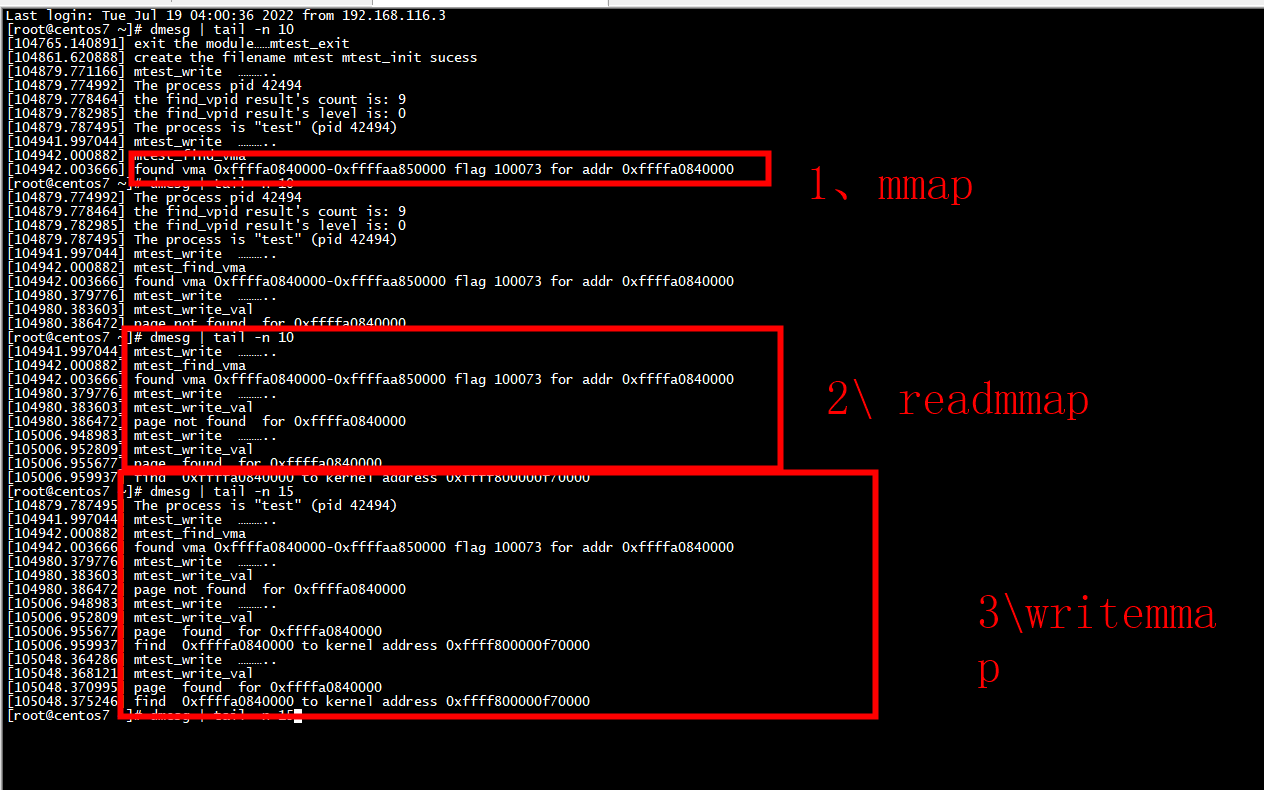 Last login: Tue Jul 19 04:00:36 2022 from 192.168.116.3
[root@centos7 ~]# dmesg | tail -n 10
[104765.140891] exit the module……mtest_exit
[104861.620888] create the filename mtest mtest_init sucess
[104879.771166] mtest_write  ………..
[104879.774992] The process pid 42494
[104879.778464] the find_vpid result's count is: 9
[104879.782985] the find_vpid result's level is: 0
[104879.787495] The process is "test" (pid 42494)
[104941.997044] mtest_write  ………..
[104942.000882] mtest_find_vma
[104942.003666] found vma 0xffffa0840000-0xffffaa850000 flag 100073 for addr 0xffffa0840000
1、mmap
[root@centos7 ~]# dmesg | tail -n 10
[104879.774992] The process pid 42494
[104879.778464] the find_vpid result's count is: 9
[104879.782985] the find_vpid result's level is: 0
[104879.787495] The process is "test" (pid 42494)
[104941.997044] mtest_write  ………..
[104942.000882] mtest_find_vma
[104942.003666] found vma 0xffffa0840000-0xffffaa850000 flag 100073 for addr 0xffffa0840000
[104980.379776] mtest_write  ………..
[104980.383603] mtest_write_val
[104980.386472] page not found  for 0xffffa0840000
[root@centos7 ~]# dmesg | tail -n 10
[104941.997044] mtest_write  ………..
[104942.000882] mtest_find_vma
[104942.003666] found vma 0xffffa0840000-0xffffaa850000 flag 100073 for addr 0xffffa0840000
[104980.379776] mtest_write  ………..
[104980.383603] mtest_write_val
[104980.386472] page not found  for 0xffffa0840000
[105006.948983] mtest_write  ………..
[105006.952809] mtest_write_val
[105006.955677] page  found  for 0xffffa0840000
[105006.959937] find  0xffffa0840000 to kernel address 0xffff800000f70000
2\ readmmap
[root@centos7 ~]# dmesg | tail -n 15
[104879.787495] The process is "test" (pid 42494)
[104941.997044] mtest_write  ………..
[104942.000882] mtest_find_vma
[104942.003666] found vma 0xffffa0840000-0xffffaa850000 flag 100073 for addr 0xffffa0840000
[104980.379776] mtest_write  ………..
[104980.383603] mtest_write_val
[104980.386472] page not found  for 0xffffa0840000
[105006.948983] mtest_write  ………..
[105006.952809] mtest_write_val
[105006.955677] page  found  for 0xffffa0840000
[105006.959937] find  0xffffa0840000 to kernel address 0xffff800000f70000
[105048.364286] mtest_write  ………..
[105048.368121] mtest_write_val
[105048.370995] page  found  for 0xffffa0840000
[105048.375246] find  0xffffa0840000 to kernel address 0xffff800000f70000
[root@centos7 ~]# dmesg | tail -n 15
3\writemma
p